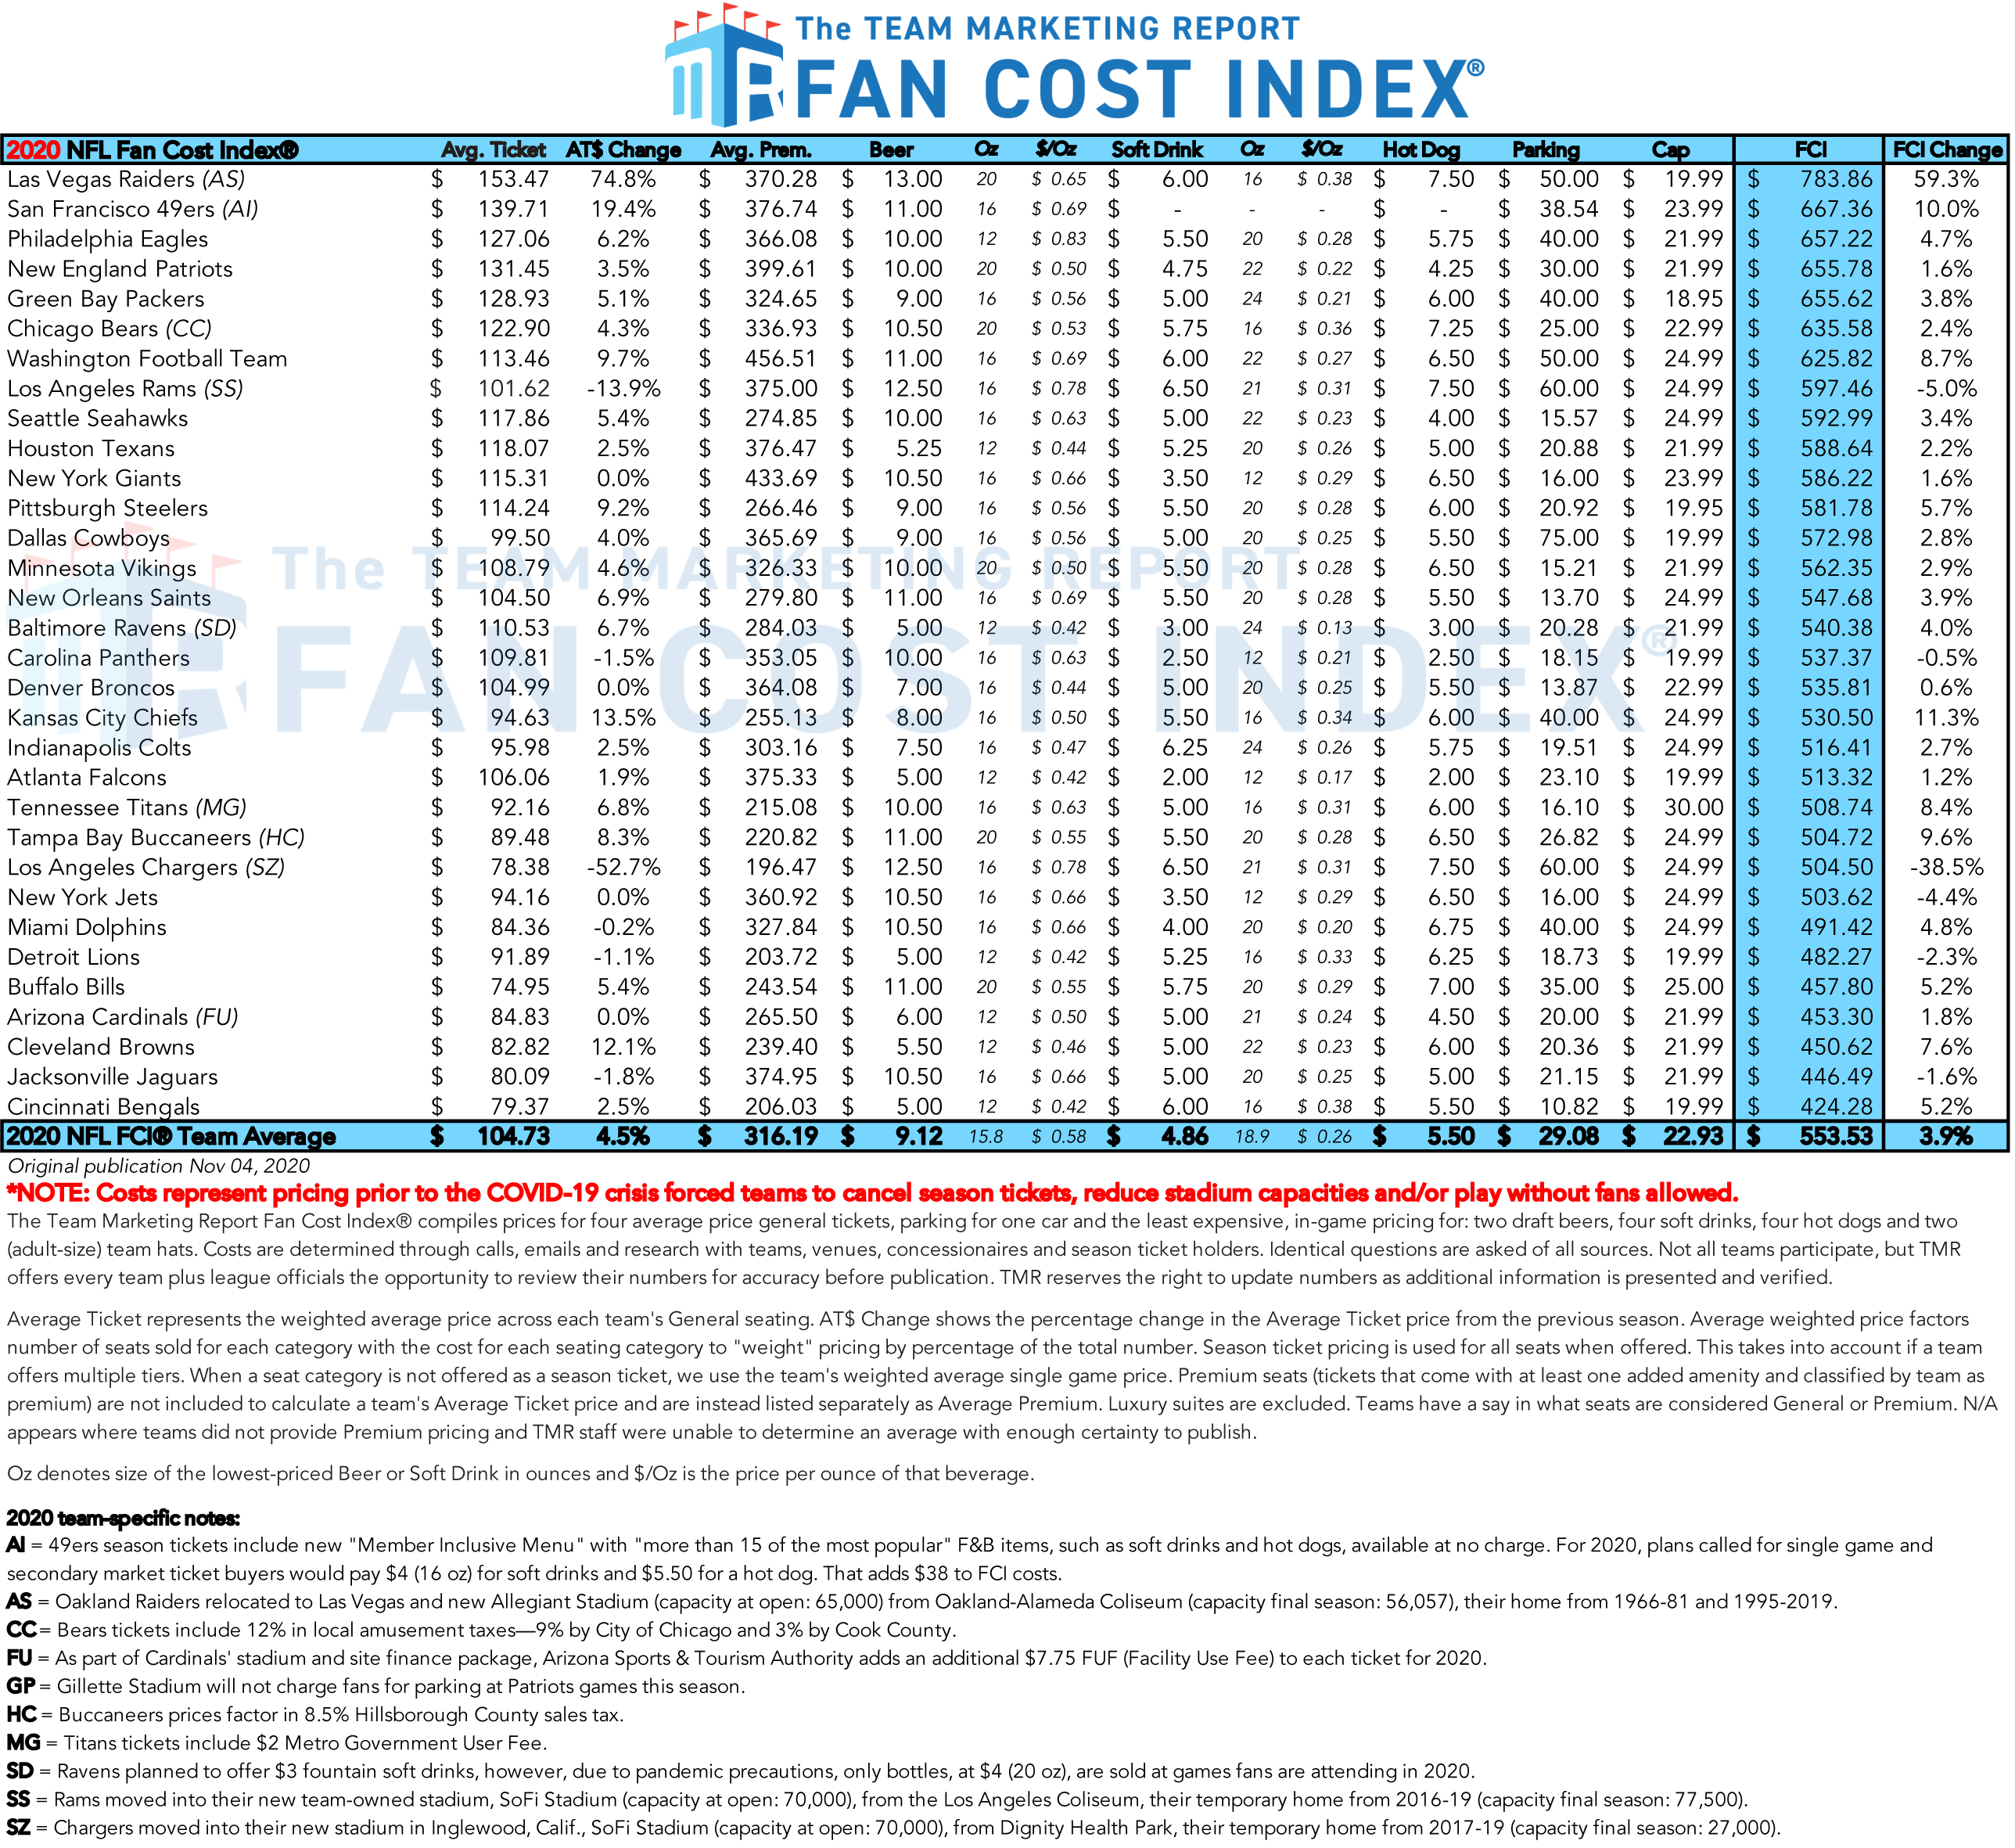 The TEAM MARKETING REPORT
FAN COST INDEX®
2020 NFL Fan Cost Index® Avg. Ticket AT$ Change Avg. Prem. Beer Oz $/Oz Soft Drink Oz $/Oz Hot Dog Parking Cap FCI FCI Change
Las Vegas Raiders (AS) $ 153.47 74.8% $ 370.28 $ 13.00 20 $ 0.65 $ 6.00 16 $ 0.38 $ 7.50 $ 50.00 $ 19.99 $ 783.86 59.3%
San Francisco 49ers (AI) $ 139.71 19.4% $ 376.74 $ 11.00 16 $ 0.69 $ - - - $ - $ 38.54 $ 23.99 $ 667.36 10.0%
Philadelphia Eagles $ 127.06 6.2% $ 366.08 $ 10.00 12 $ 0.83 $ 5.50 20 $ 0.28 $ 5.75 $ 40.00 $ 21.99 $ 657.22 4.7%
New England Patriots $ 131.45 3.5% $ 399.61 $ 10.00 20 $ 0.50 $ 4.75 22 $ 0.22 $ 4.25 $ 30.00 $ 21.99 $ 655.78 1.6%
Green Bay Packers $ 128.93 5.1% $ 324.65 $ 9.00 16 $ 0.56 $ 5.00 24 $ 0.21 $ 6.00 $ 40.00 $ 18.95 $ 655.62 3.8%
Chicago Bears (CC) $ 122.90 4.3% $ 336.93 $ 10.50 20 $ 0.53 $ 5.75 16 $ 0.36 $ 7.25 $ 25.00 $ 22.99 $ 635.58 2.4%
Washington Football Team $ 113.46 9.7% $ 456.51 $ 11.00 16 $ 0.69 $ 6.00 22 $ 0.27 $ 6.50 $ 50.00 $ 24.99 $ 625.82 8.7%
Los Angeles Rams (SS) $ 101.62 -13.9% $ 375.00 $ 12.50 16 $ 0.78 $ 6.50 21 $ 0.31 $ 7.50 $ 60.00 $ 24.99 $ 597.46 -5.0%
Seattle Seahawks $ 117.86 5.4% $ 274.85 $ 10.00 16 $ 0.63 $ 5.00 22 $ 0.23 $ 4.00 $ 15.57 $ 24.99 $ 592.99 3.4%
Houston Texans $ 118.07 2.5% $ 376.47 $ 5.25 12 $ 0.44 $ 5.25 20 $ 0.26 $ 5.00 $ 20.88 $ 21.99 $ 588.64 2.2%
New York Giants $ 115.31 0.0% $ 433.69 $ 10.50 16 $ 0.66 $ 3.50 12 $ 0.29 $ 6.50 $ 16.00 $ 23.99 $ 586.22 1.6%
Pittsburgh Steelers $ 114.24 9.2% $ 266.46 $ 9.00 16 $ 0.56 $ 5.50 20 $ 0.28 $ 6.00 $ 20.92 $ 19.95 $ 581.78 5.7%
Dallas Cowboys $ 99.50 4.0% $ 365.69 $ 9.00 16 $ 0.56 $ 5.00 20 $ 0.25 $ 5.50 $ 75.00 $ 19.99 $ 572.98 2.8%
The TEAM MARKETING REPORT
Minnesota Vikings $ 108.79 4.6% $ 326.33 $ 10.00 20 $ 0.50 $ 5.50 20 $ 0.28 $ 6.50 $ 15.21 $ 21.99 $ 562.35 2.9%
New Orleans Saints $ 104.50 6.9% $ 279.80 $ 11.00 16 $ 0.69 $ 5.50 20 $ 0.28 $ 5.50 $ 13.70 $ 24.99 $ 547.68 3.9%
Baltimore Ravens (SD) $ 110.53 6.7% $ 284.03 $ 5.00 12 $ 0.42 $ 3.00 24 $ 0.13 $ 3.00 $ 20.28 $ 21.99 $ 540.38 4.0%
Carolina Panthers $ 109.81 -1.5% $ 353.05 $ 10.00 16 $ 0.63 $ 2.50 12 $ 0.21 $ 2.50 $ 18.15 $ 19.99 $ 537.37 -0.5%
FAN COST INDEX®
Denver Broncos $ 104.99 0.0% $ 364.08 $ 7.00 16 $ 0.44 $ 5.00 20 $ 0.25 $ 5.50 $ 13.87 $ 22.99 $ 535.81 0.6%
Kansas City Chiefs $ 94.63 13.5% $ 255.13 $ 8.00 16 $ 0.50 $ 5.50 16 $ 0.34 $ 6.00 $ 40.00 $ 24.99 $ 530.50 11.3%
Indianapolis Colts $ 95.98 2.5% $ 303.16 $ 7.50 16 $ 0.47 $ 6.25 24 $ 0.26 $ 5.75 $ 19.51 $ 24.99 $ 516.41 2.7%
Atlanta Falcons $ 106.06 1.9% $ 375.33 $ 5.00 12 $ 0.42 $ 2.00 12 $ 0.17 $ 2.00 $ 23.10 $ 19.99 $ 513.32 1.2%
Tennessee Titans (MG) $ 92.16 6.8% $ 215.08 $ 10.00 16 $ 0.63 $ 5.00 16 $ 0.31 $ 6.00 $ 16.10 $ 30.00 $ 508.74 8.4%
Tampa Bay Buccaneers (HC) $ 89.48 8.3% $ 220.82 $ 11.00 20 $ 0.55 $ 5.50 20 $ 0.28 $ 6.50 $ 26.82 $ 24.99 $ 504.72 9.6%
Los Angeles Chargers (SZ) $ 78.38 -52.7% $ 196.47 $ 12.50 16 $ 0.78 $ 6.50 21 $ 0.31 $ 7.50 $ 60.00 $ 24.99 $ 504.50 -38.5%
New York Jets $ 94.16 0.0% $ 360.92 $ 10.50 16 $ 0.66 $ 3.50 12 $ 0.29 $ 6.50 $ 16.00 $ 24.99 $ 503.62 -4.4%
Miami Dolphins $ 84.36 -0.2% $ 327.84 $ 10.50 16 $ 0.66 $ 4.00 20 $ 0.20 $ 6.75 $ 40.00 $ 24.99 $ 491.42 4.8%
Detroit Lions $ 91.89 -1.1% $ 203.72 $ 5.00 12 $ 0.42 $ 5.25 16 $ 0.33 $ 6.25 $ 18.73 $ 19.99 $ 482.27 -2.3%
Buffalo Bills $ 74.95 5.4% $ 243.54 $ 11.00 20 $ 0.55 $ 5.75 20 $ 0.29 $ 7.00 $ 35.00 $ 25.00 $ 457.80 5.2%
Arizona Cardinals (FU) $ 84.83 0.0% $ 265.50 $ 6.00 12 $ 0.50 $ 5.00 21 $ 0.24 $ 4.50 $ 20.00 $ 21.99 $ 453.30 1.8%
Cleveland Browns $ 82.82 12.1% $ 239.40 $ 5.50 12 $ 0.46 $ 5.00 22 $ 0.23 $ 6.00 $ 20.36 $ 21.99 $ 450.62 7.6%
Jacksonville Jaguars $ 80.09 -1.8% $ 374.95 $ 10.50 16 $ 0.66 $ 5.00 20 $ 0.25 $ 5.00 $ 21.15 $ 21.99 $ 446.49 -1.6%
Cincinnati Bengals $ 79.37 2.5% $ 206.03 $ 5.00 12 $ 0.42 $ 6.00 16 $ 0.38 $ 5.50 $ 10.82 $ 19.99 $ 424.28 5.2%
2020 NFL FCI® Team Average $ 104.73 4.5% $ 316.19 $ 9.12 15.8 $ 0.58 $ 4.86 18.9 $ 0.26 $ 5.50 $ 29.08 $ 22.93 $ 553.53 3.9%
Original publication Nov 04, 2020
*NOTE: Costs represent pricing prior to the COVID-19 crisis forced teams to cancel season tickets, reduce stadium capacities and/or play without fans allowed.
The Team Marketing Report Fan Cost Index® compiles prices for four average price general tickets, parking for one car and the least expensive, in-game pricing for: two draft beers, four soft drinks, four hot dogs and two
(adult-size) team hats. Costs are determined through calls, emails and research with teams, venues, concessionaires and season ticket holders. Identical questions are asked of all sources. Not all teams participate, but TMR
offers every team plus league officials the opportunity to review their numbers for accuracy before publication. TMR reserves the right to update numbers as additional information is presented and verified.
Average Ticket represents the weighted average price across each team's General seating. AT$ Change shows the percentage change in the Average Ticket price from the previous season. Average weighted price factors
number of seats sold for each category with the cost for each seating category to "weight" pricing by percentage of the total number. Season ticket pricing is used for all seats when offered. This takes into account if a team
offers multiple tiers. When a seat category is not offered as a season ticket, we use the team's weighted average single game price. Premium seats (tickets that come with at least one added amenity and classified by team as
premium) are not included to calculate a team's Average Ticket price and are instead listed separately as Average Premium. Luxury suites are excluded. Teams have a say in what seats are considered General or Premium. N/A
appears where teams did not provide Premium pricing and TMR staff were unable to determine an average with enough certainty to publish.
Oz denotes size of the lowest-priced Beer or Soft Drink in ounces and $/Oz is the price per ounce of that beverage.
2020 team-specific notes:
AI = 49ers season tickets include new "Member Inclusive Menu" with "more than 15 of the most popular" F&B items, such as soft drinks and hot dogs, available at no charge. For 2020, plans called for single game and
secondary market ticket buyers would pay $4 (16 oz) for soft drinks and $5.50 for a hot dog. That adds $38 to FCI costs.
AS = Oakland Raiders relocated to Las Vegas and new Allegiant Stadium (capacity at open: 65,000) from Oakland-Alameda Coliseum (capacity final season: 56,057), their home from 1966-81 and 1995-2019.
CC = Bears tickets include 12% in local amusement taxes—9% by City of Chicago and 3% by Cook County.
FU = As part of Cardinals' stadium and site finance package, Arizona Sports & Tourism Authority adds an additional $7.75 FUF (Facility Use Fee) to each ticket for 2020.
GP = Gillette Stadium will not charge fans for parking at Patriots games this season.
HC = Buccaneers prices factor in 8.5% Hillsborough County sales tax.
MG = Titans tickets include $2 Metro Government User Fee.
SD = Ravens planned to offer $3 fountain soft drinks, however, due to pandemic precautions, only bottles, at $4 (20 oz), are sold at games fans are attending in 2020.
SS = Rams moved into their new team-owned stadium, SoFi Stadium (capacity at open: 70,000), from the Los Angeles Coliseum, their temporary home from 2016-19 (capacity final season: 77,500).
SZ = Chargers moved into their new stadium in Inglewood, Calif., SoFi Stadium (capacity at open: 70,000), from Dignity Health Park, their temporary home from 2017-19 (capacity final season: 27,000).